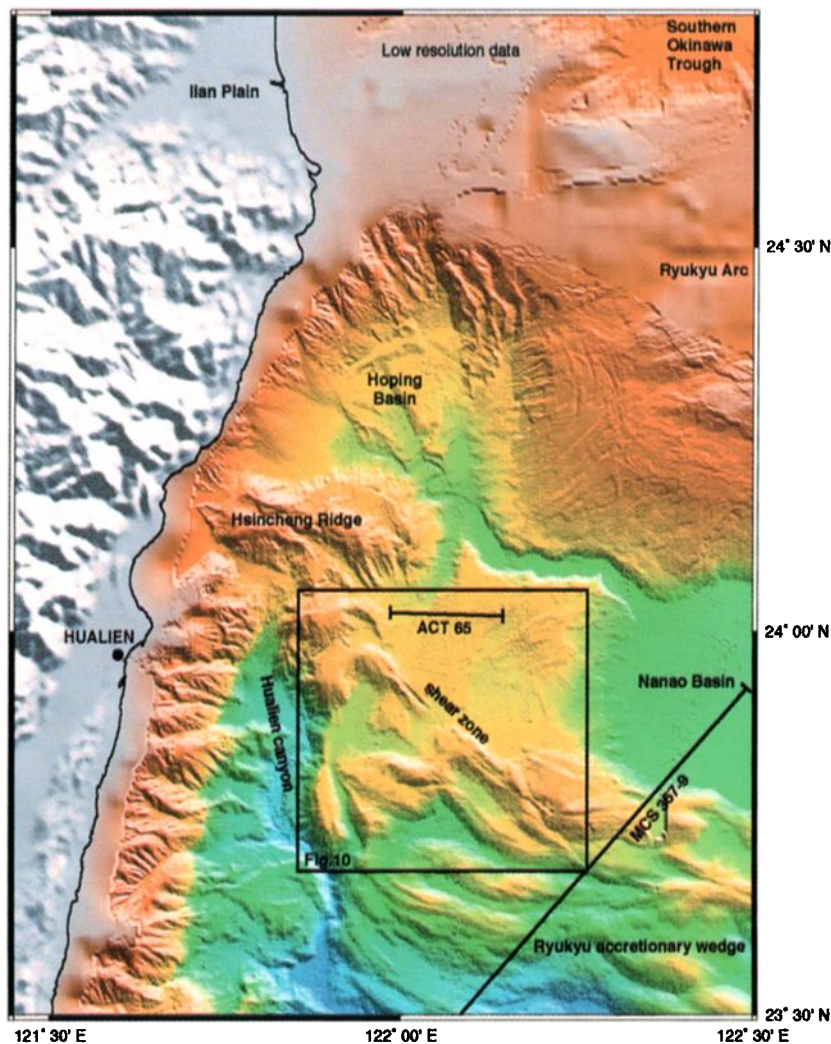 Southern
Okinawa
Trough
Low resolution data
Ilan Plain
24° 30' N
Ryukyu Arc
Hoping
Basin
Hsincheng Ridge
ACT 65
HUALIEN
24° 00' N
Nanao Basin
shear zone
Hualien canyon
MCS 367-9
Fig.10
Ryukyu accretionary wedge
23° 30' N
121° 30' E
122° 00' E
122° 30' E